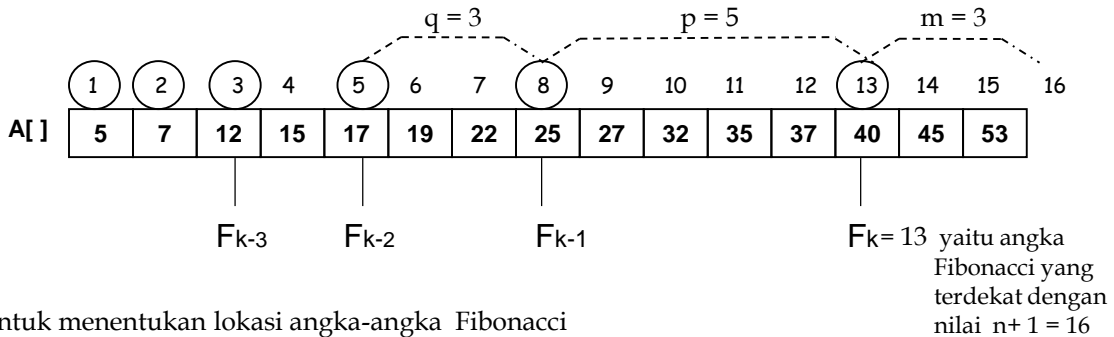 q = 3 p = 5 m = 3
1 2 3 4 5 6 7 8 9 10 11 12 13 14 15 16
A[ ] 5 7 12 15 17 19 22 25 27 32 35 37 40 45 53
Fk-3 Fk-2 Fk-1 Fk= 13 yaitu angka
Fibonacci yang
terdekat dengan
nilai n+ 1 = 16
ntuk menentukan lokasi angka-angka Fibonacci